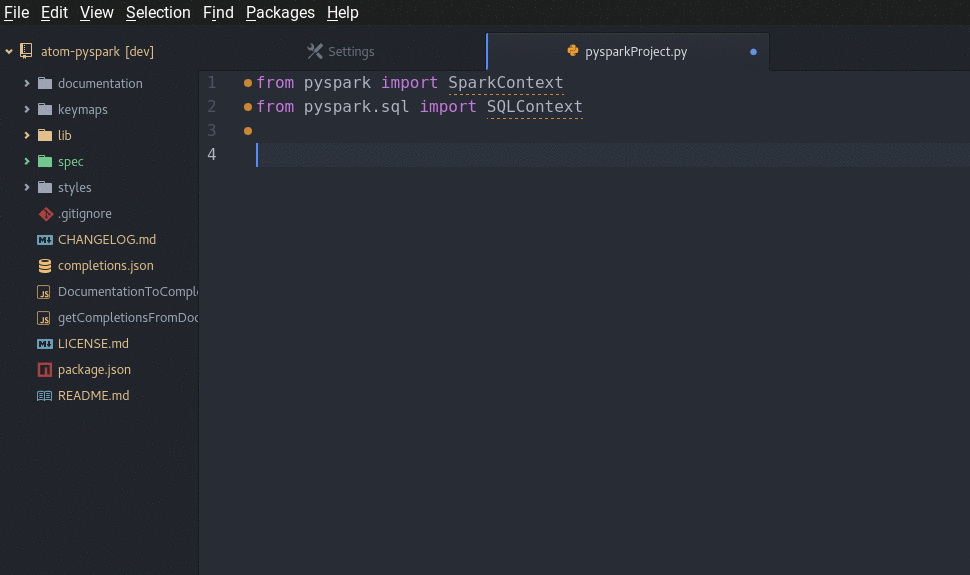 File Edit View Selection Find Packages Help
atom-pyspark [dev]
documentation
keymaps
lib
spec
styles
.gitignore
CHANGELOG.md
completions.json
DocumentationToComple
getCompletionsFromDoc
LICENSE.md
package.json
README.md
Settings
pysparkProject.py
1 from pyspark import SparkContext
2 from pyspark.sql import SQLContext
3
4